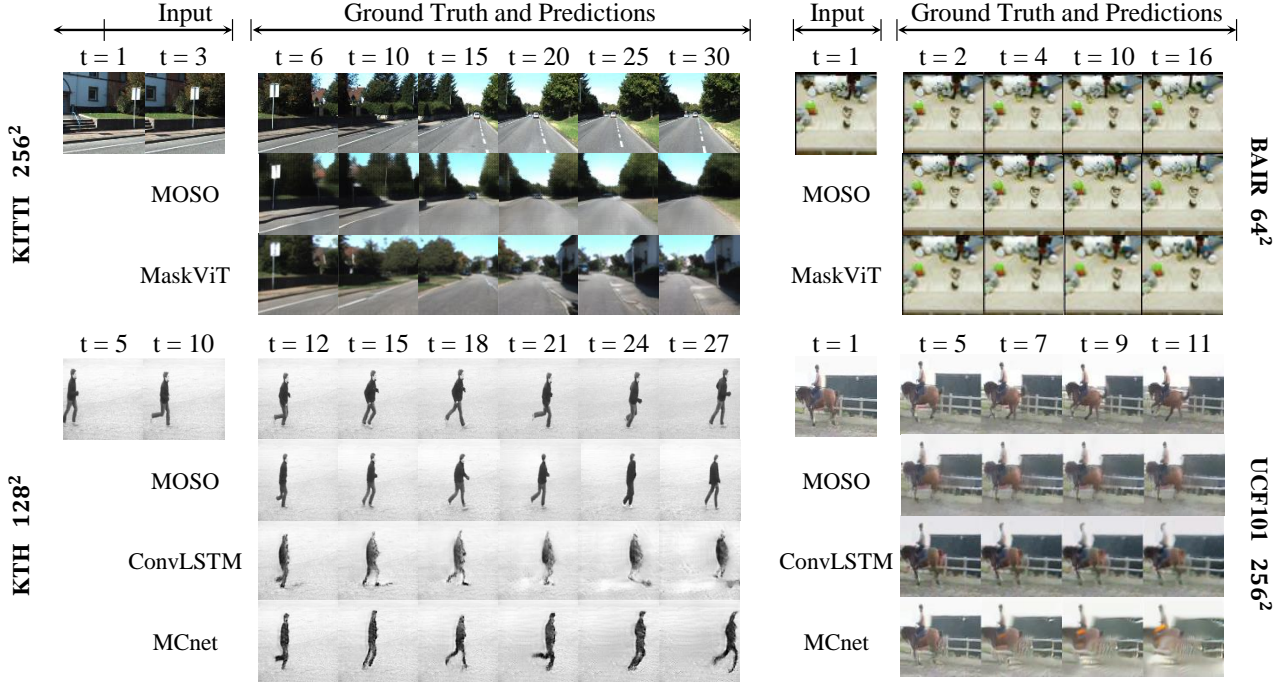 Input Ground Truth and Predictions
t = 1 t = 3 t = 6 t = 10 t = 15 t = 20 t = 25 t = 30
KITTI 256²
MOSO
MaskViT
Input Ground Truth and Predictions
t = 1 t = 2 t = 4 t = 10 t = 16
MOSO
MaskViT
BAIR 64²
t = 5 t = 10 t = 12 t = 15 t = 18 t = 21 t = 24 t = 27
KTH 128²
MOSO
ConvLSTM
MCnet
t = 1 t = 5 t = 7 t = 9 t = 11
MOSO
ConvLSTM
MCnet
UCF101 256²